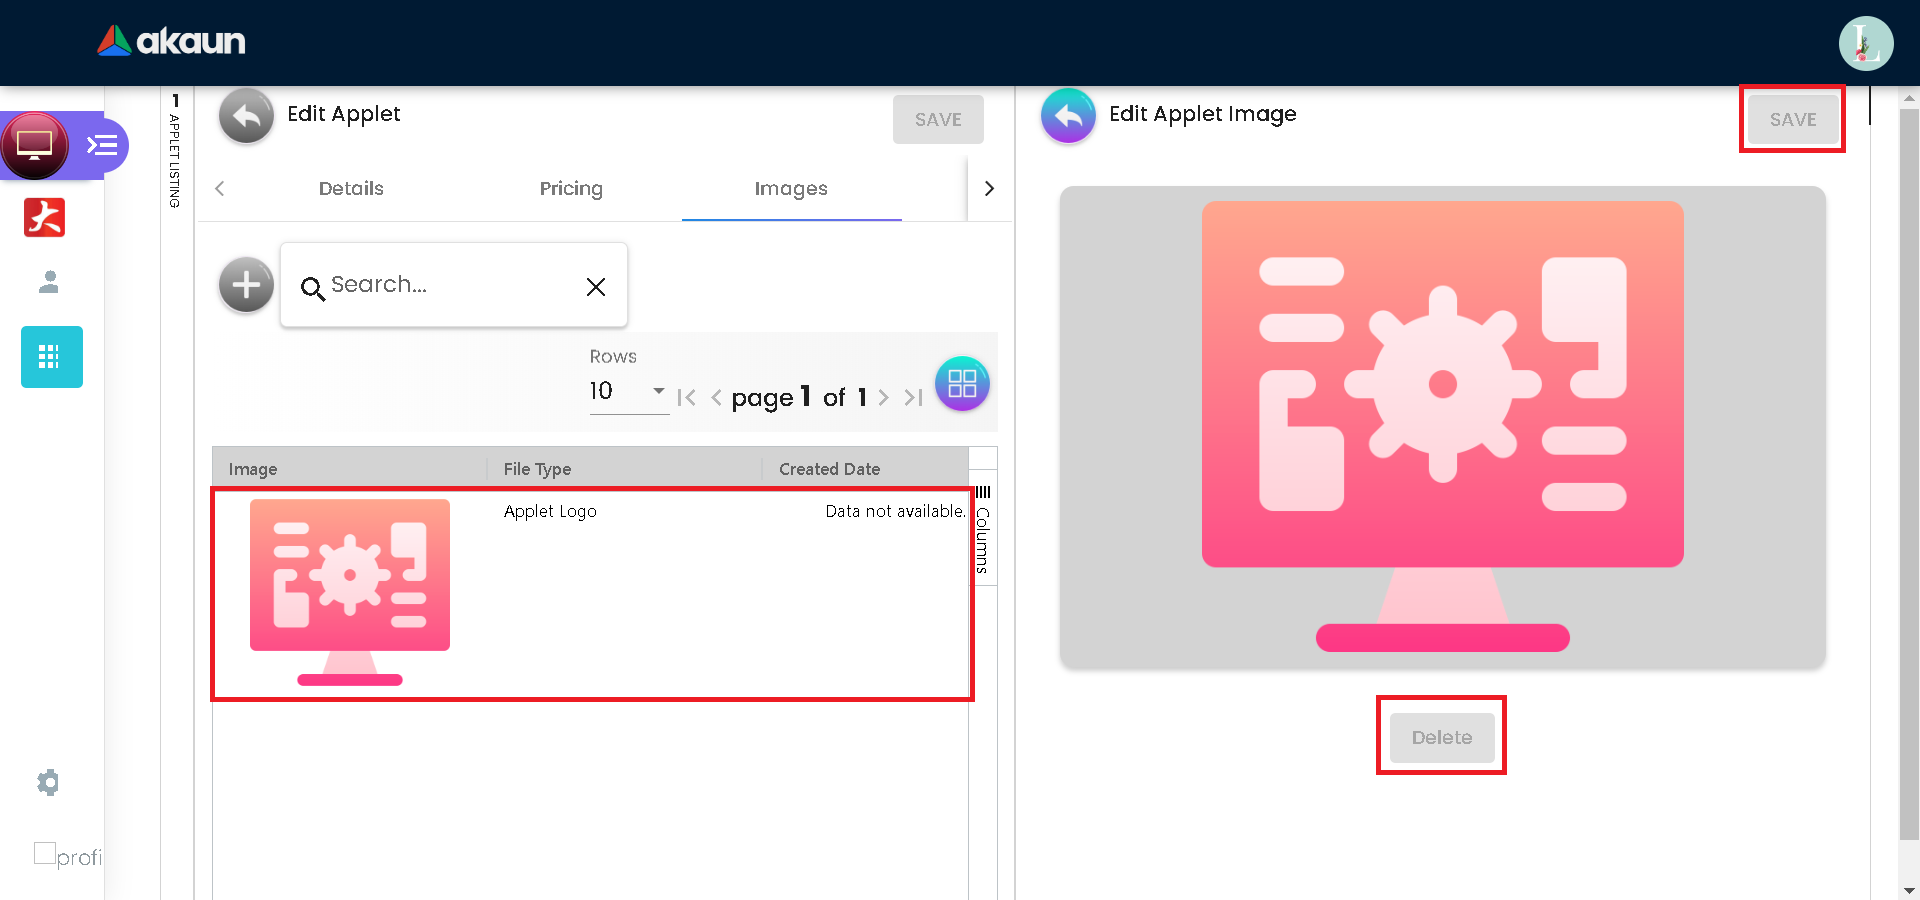 akaun
L
1
APPLET LISTING
Edit Applet
SAVE
Edit Applet Image
SAVE
Details
Pricing
Images
大
Search...
Rows
10
page 1 of 1
Image
File Type
Created Date
Applet Logo
Data not available.
Columns
Delete
profi